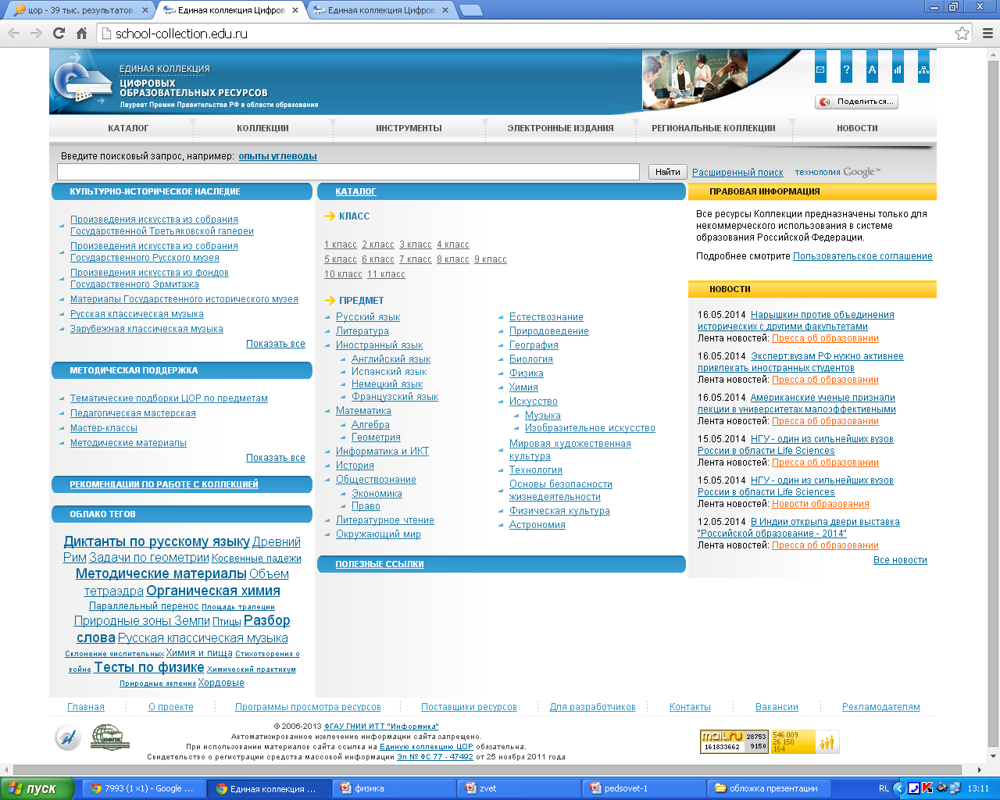 цор - 39 тыс. результатов.
Единая коллекция Цифров
Единая коллекция Цифров
school-collection.edu.ru
ЕДИНАЯ КОЛЛЕКЦИЯ
ЦИФРОВЫХ
ОБРАЗОВАТЕЛЬНЫХ РЕСУРСОВ
Лауреат Премии Правительства РФ в области образования
Поделиться...
КАТАЛОГ КОЛЛЕКЦИИ ИНСТРУМЕНТЫ ЭЛЕКТРОННЫЕ ИЗДАНИЯ РЕГИОНАЛЬНЫЕ КОЛЛЕКЦИИ НОВОСТИ
Введите поисковый запрос, например: опыты углеводы
Найти Расширенный поиск технология Google™
КУЛЬТУРНО-ИСТОРИЧЕСКОЕ НАСЛЕДИЕ
Произведения искусства из собрания
Государственной Третьяковской галереи
Произведения искусства из собрания
Государственного Русского музея
Произведения искусства из фондов
Государственного Эрмитажа
Материалы Государственного исторического музея
Русская классическая музыка
Зарубежная классическая музыка
Показать все
МЕТОДИЧЕСКАЯ ПОДДЕРЖКА
Тематические подборки ЦОР по предметам
Педагогическая мастерская
Мастер-классы
Методические материалы
Показать все
РЕКОМЕНДАЦИИ ПО РАБОТЕ С КОЛЛЕКЦИЕЙ
ОБЛАКО ТЕГОВ
Диктанты по русскому языку Древний
Рим Задачи по геометрии Косвенные падежи
Методические материалы Объем
тетраэдра Органическая химия
Параллельный перенос Площадь трапеции
Природные зоны Земли Птицы Разбор
слова Русская классическая музыка
Склонение числительных Химия и пища Стихотворения о
войне Тесты по физике Химический практикум
Природные явления Хордовые
КАТАЛОГ
КЛАСС
1 класс 2 класс 3 класс 4 класс
5 класс 6 класс 7 класс 8 класс 9 класс
10 класс 11 класс
ПРЕДМЕТ
Русский язык
Литература
Иностранный язык
Английский язык
Испанский язык
Немецкий язык
Французский язык
Математика
Алгебра
Геометрия
Информатика и ИКТ
История
Обществознание
Экономика
Право
Литературное чтение
Окружающий мир
Естествознание
Природоведение
География
Биология
Физика
Химия
Искусство
Музыка
Изобразительное искусство
Мировая художественная
культура
Технология
Основы безопасности
жизнедеятельности
Физическая культура
Астрономия
ПОЛЕЗНЫЕ ССЫЛКИ
ПРАВОВАЯ ИНФОРМАЦИЯ
Все ресурсы Коллекции предназначены только для
некоммерческого использования в системе
образования Российской Федерации.
Подробнее смотрите Пользовательское соглашение
НОВОСТИ
16.05.2014 Нарышкин против объединения
исторических с другими факультетами
Лента новостей: Пресса об образовании
16.05.2014 Эксперт:вузам РФ нужно активнее
привлекать иностранных студентов
Лента новостей: Пресса об образовании
16.05.2014 Американские ученые признали
лекции в университетах малоэффективными
Лента новостей: Пресса об образовании
15.05.2014 НГУ - один из сильнейших вузов
России в области Life Sciences
Лента новостей: Пресса об образовании
15.05.2014 НГУ - один из сильнейших вузов
России в области Life Sciences
Лента новостей: Новости образования
12.05.2014 В Индии открыла двери выставка
"Российской образование - 2014"
Лента новостей: Пресса об образовании
Все новости
Главная О проекте Программы просмотра ресурсов Поставщики ресурсов Для разработчиков Контакты Вакансии Рекламодателям
© 2006-2013 ФГАУ ГНИИ ИТТ "Информика"
Автоматизированное извлечение информации сайта запрещено.
При использовании материалов сайта ссылка на Единую коллекцию ЦОР обязательна.
Свидетельство о регистрации средства массовой информации Эл № ФС 77 - 47492 от 25 ноября 2011 года
НФПК
mail.ru 28753
161833662 9150
546 009
26 150
164
пуск
7993 (1×1) - Google ...
Единая коллекция ...
физика
zvet
pedsovet-1
обложка презентации
RL
13:11